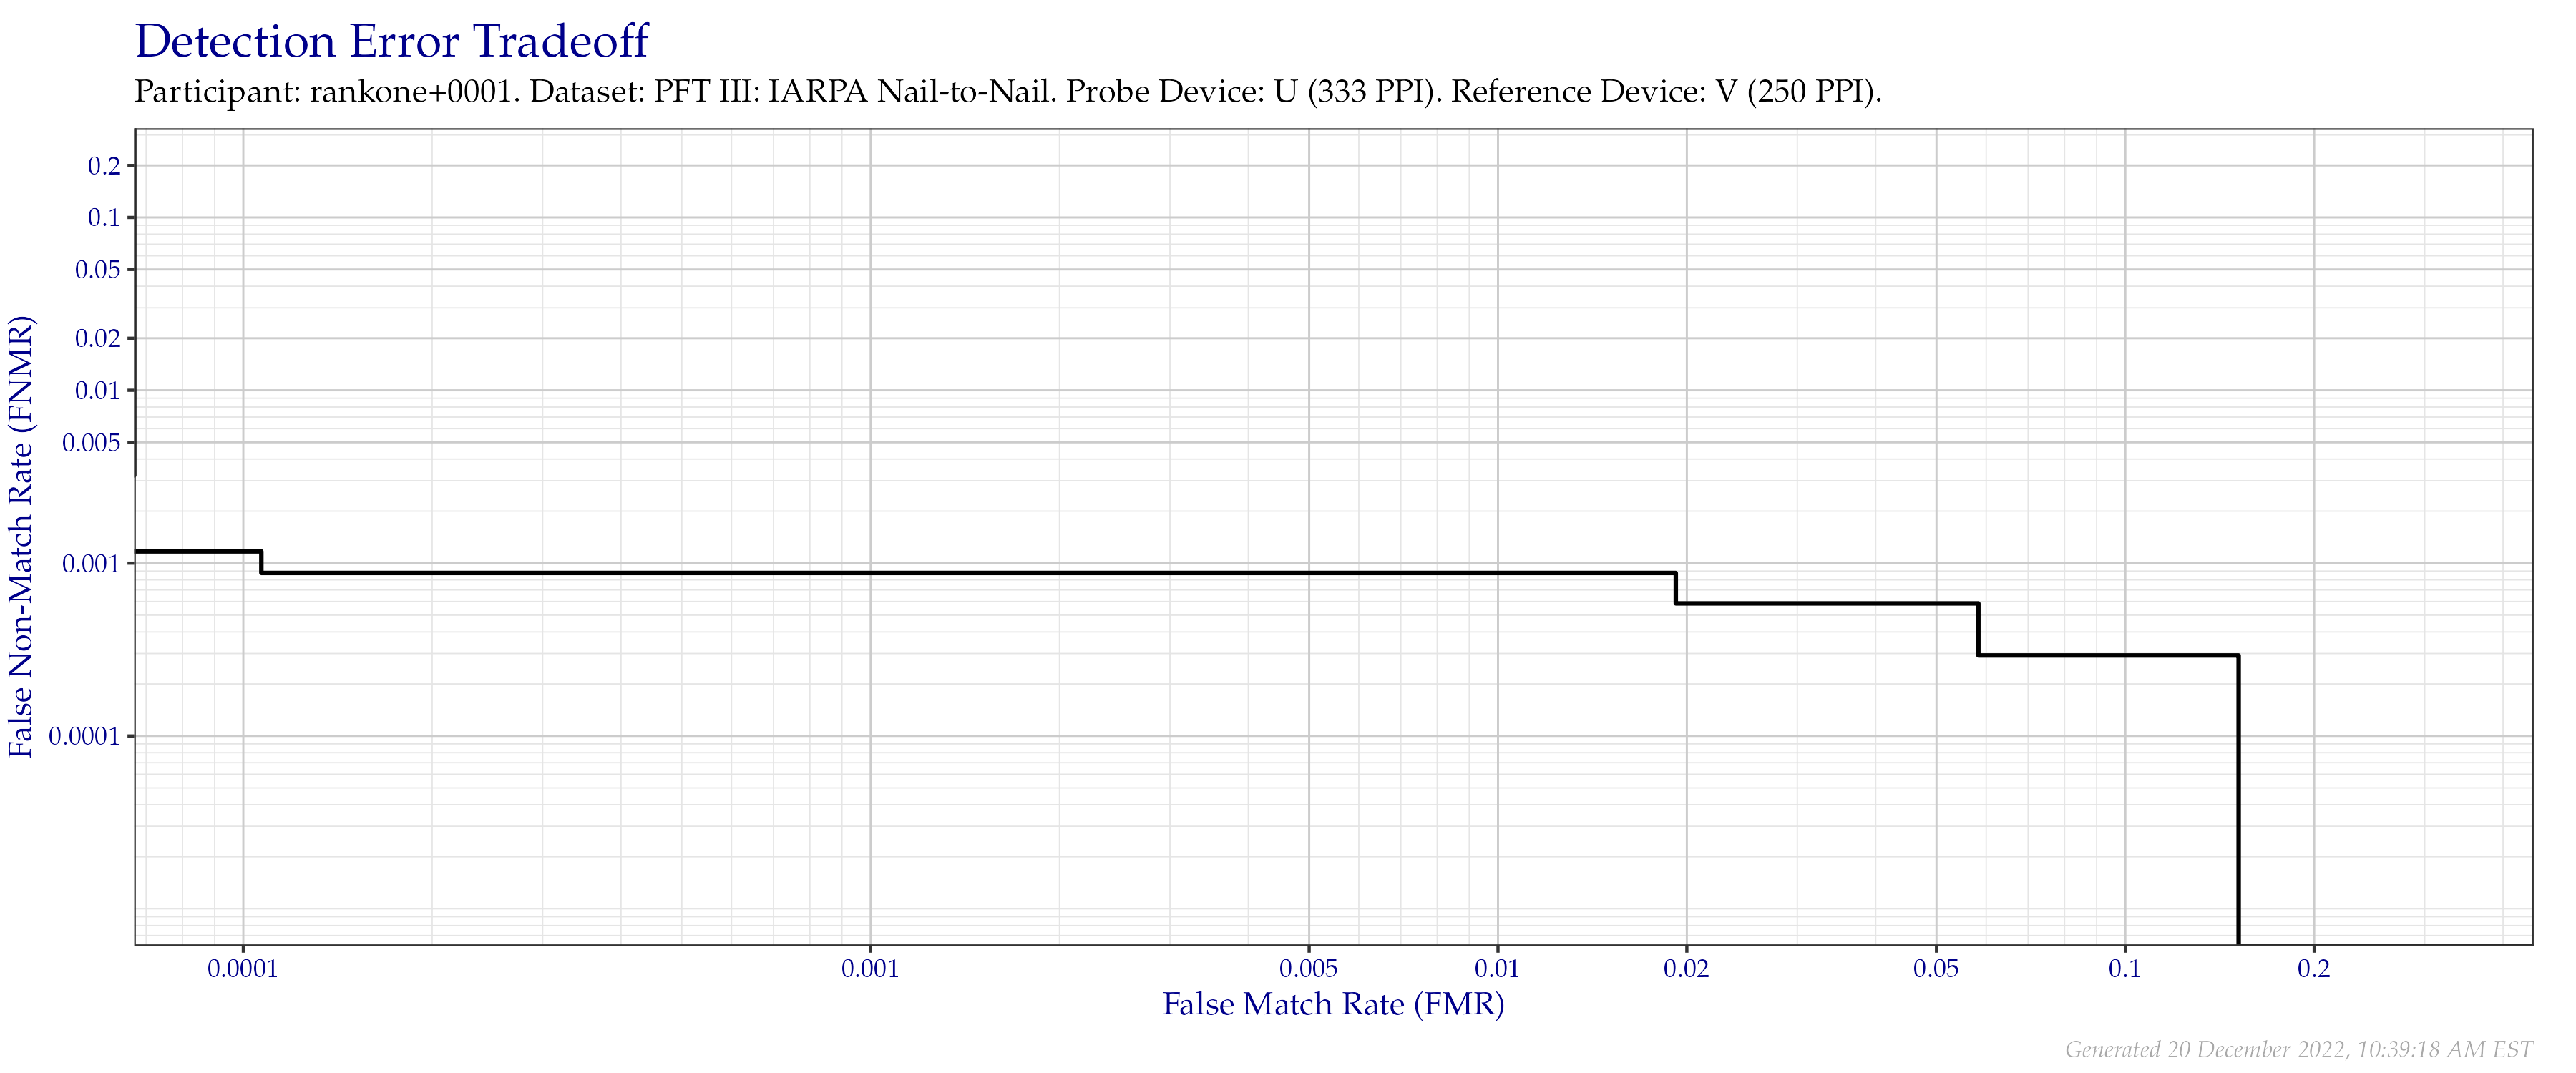 Detection Error Tradeoff
Participant: rankone+0001. Dataset: PFT III: IARPA Nail-to-Nail. Probe Device: U (333 PPI). Reference Device: V (250 PPI).
False Non-Match Rate (FNMR)
0.2
0.1
0.05
0.02
0.01
0.005
0.001
0.0001
0.0001 0.001 0.005 0.01 0.02 0.05 0.1 0.2
False Match Rate (FMR)
Generated 20 December 2022, 10:39:18 AM EST